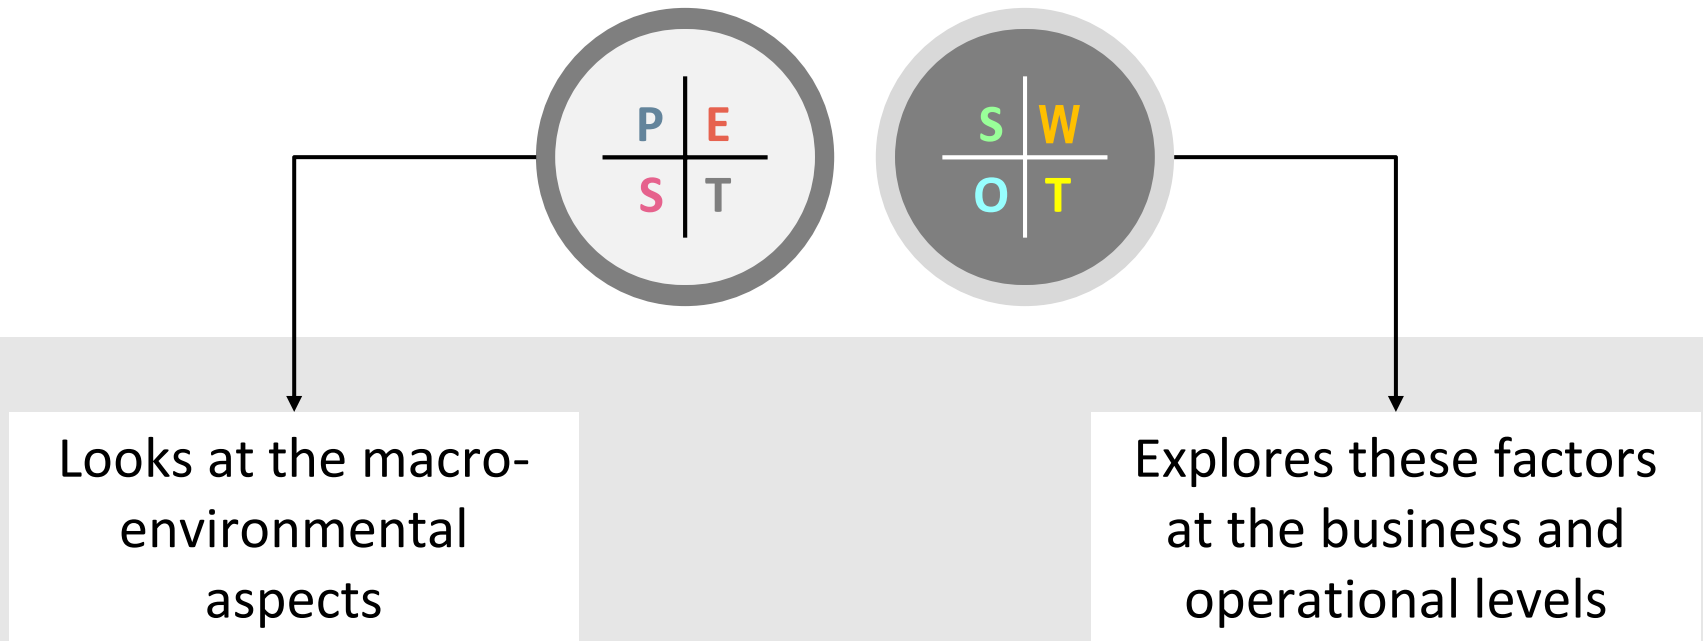 P E
S T
S W
O T
Looks at the macro-
environmental
aspects
Explores these factors
at the business and
operational levels